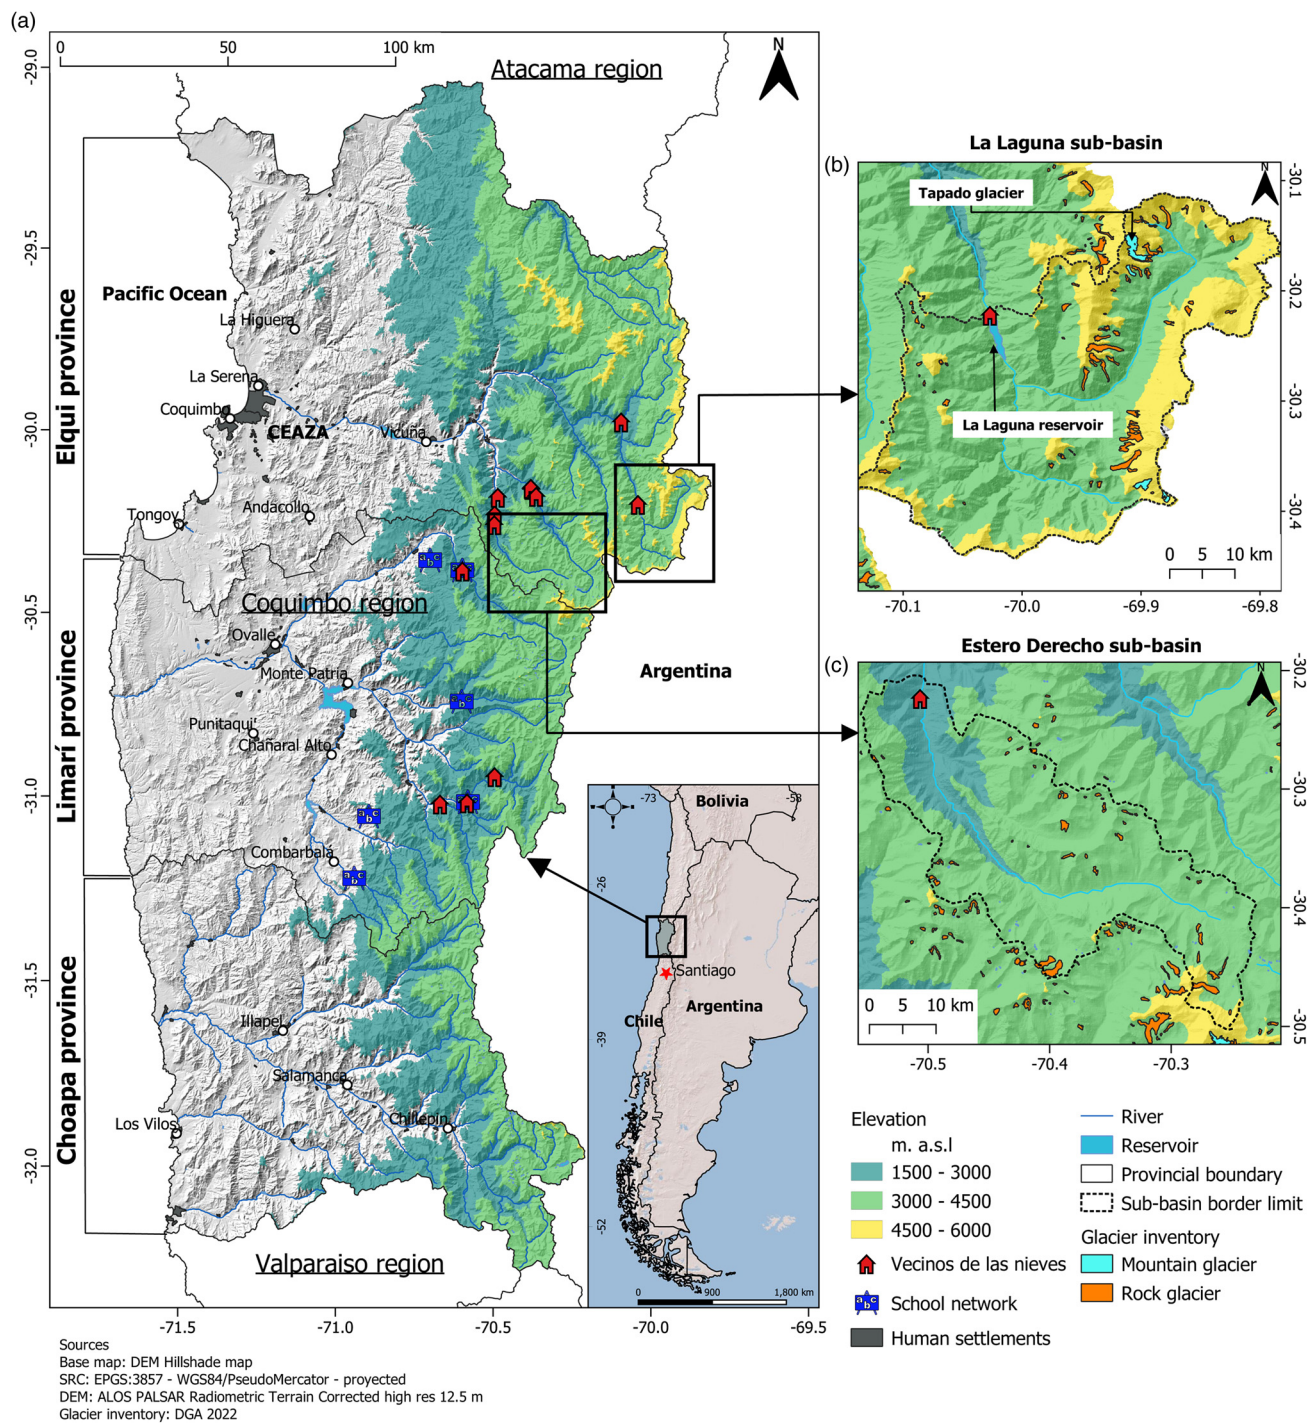 (a)
0 50 100 km
N
Atacama region
-29.0
-29.5
-30.0
-30.5
-31.0
-31.5
-32.0
Elqui province
Limarí province
Choapa province
Pacific Ocean
La Higuera
La Serena
Coquimbo
CEAZA
Vicuña
Andacollo
Tongoy
Coquimbo region
Ovalle
Monte Patria
Punitaqui
Chañaral Alto
Combarbalá
Argentina
Illapel
Salamanca
Chillepin
Los Vilos
Valparaiso region
-71.5 -71.0 -70.5 -70.0 -69.5
-73
-53
Bolivia
-26
Santiago
Argentina
Chile
-39
-52
0 900 1,800 km
La Laguna sub-basin
(b)
N
Tapado glacier
La Laguna reservoir
-30.1
-30.2
-30.3
-30.4
0 5 10 km
-70.1 -70.0 -69.9 -69.8
Estero Derecho sub-basin
(c)
N
-30.2
-30.3
-30.4
-30.5
0 5 10 km
-70.5 -70.4 -70.3
Elevation
m. a.s.l
1500 - 3000
3000 - 4500
4500 - 6000
Vecinos de las nieves
School network
Human settlements
River
Reservoir
Provincial boundary
Sub-basin border limit
Glacier inventory
Mountain glacier
Rock glacier
Sources
Base map: DEM Hillshade map
SRC: EPGS:3857 - WGS84/PseudoMercator - proyected
DEM: ALOS PALSAR Radiometric Terrain Corrected high res 12.5 m
Glacier inventory: DGA 2022